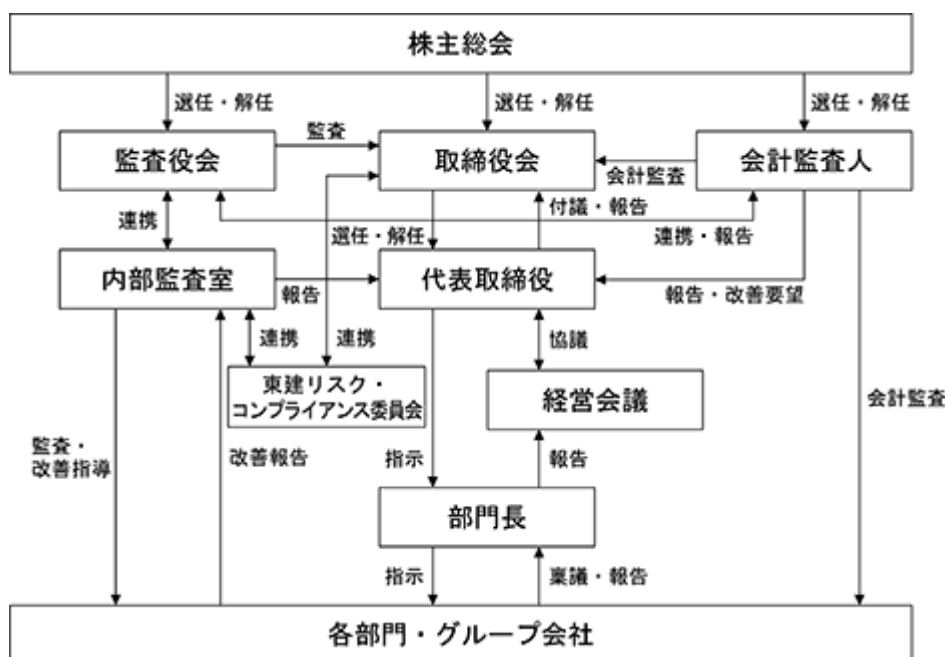 株主総会
選任・解任
選任・解任
選任・解任
監査
監査役会
取締役会
会計監査人
会計監査
付議・報告
連携
選任・解任
連携・報告
内部監査室
代表取締役
報告
報告・改善要望
連携
連携
協議
東建リスク・
コンプライアンス委員会
経営会議
会計監査
監査・
改善指導
改善報告
指示
報告
部門長
指示
稟議・報告
各部門・グループ会社